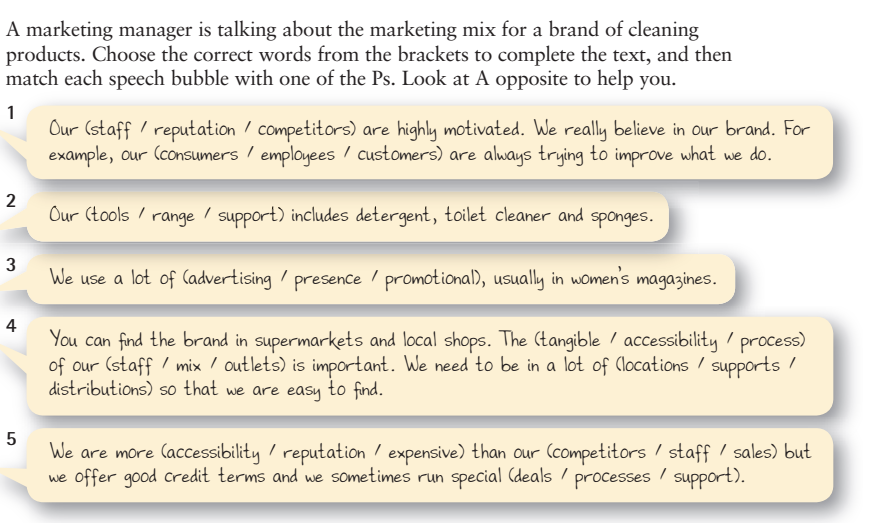 A marketing manager is talking about the marketing mix for a brand of cleaning
products. Choose the correct words from the brackets to complete the text, and then
match each speech bubble with one of the Ps. Look at A opposite to help you.
1
Our (staff / reputation / competitors) are highly motivated. We really believe in our brand. For
example, our (consumers / employees / customers) are always trying to improve what we do.
2
Our (tools / range / support) includes detergent, toilet cleaner and sponges.
3
We use a lot of (advertising / presence / promotional), usually in women's magazines.
4
You can find the brand in supermarkets and local shops. The (tangible / accessibility / process)
of our (staff / mix / outlets) is important. We need to be in a lot of (locations / supports /
distributions) so that we are easy to find.
5
We are more (accessibility / reputation / expensive) than our (competitors / staff / sales) but
we offer good credit terms and we sometimes run special (deals / processes / support).